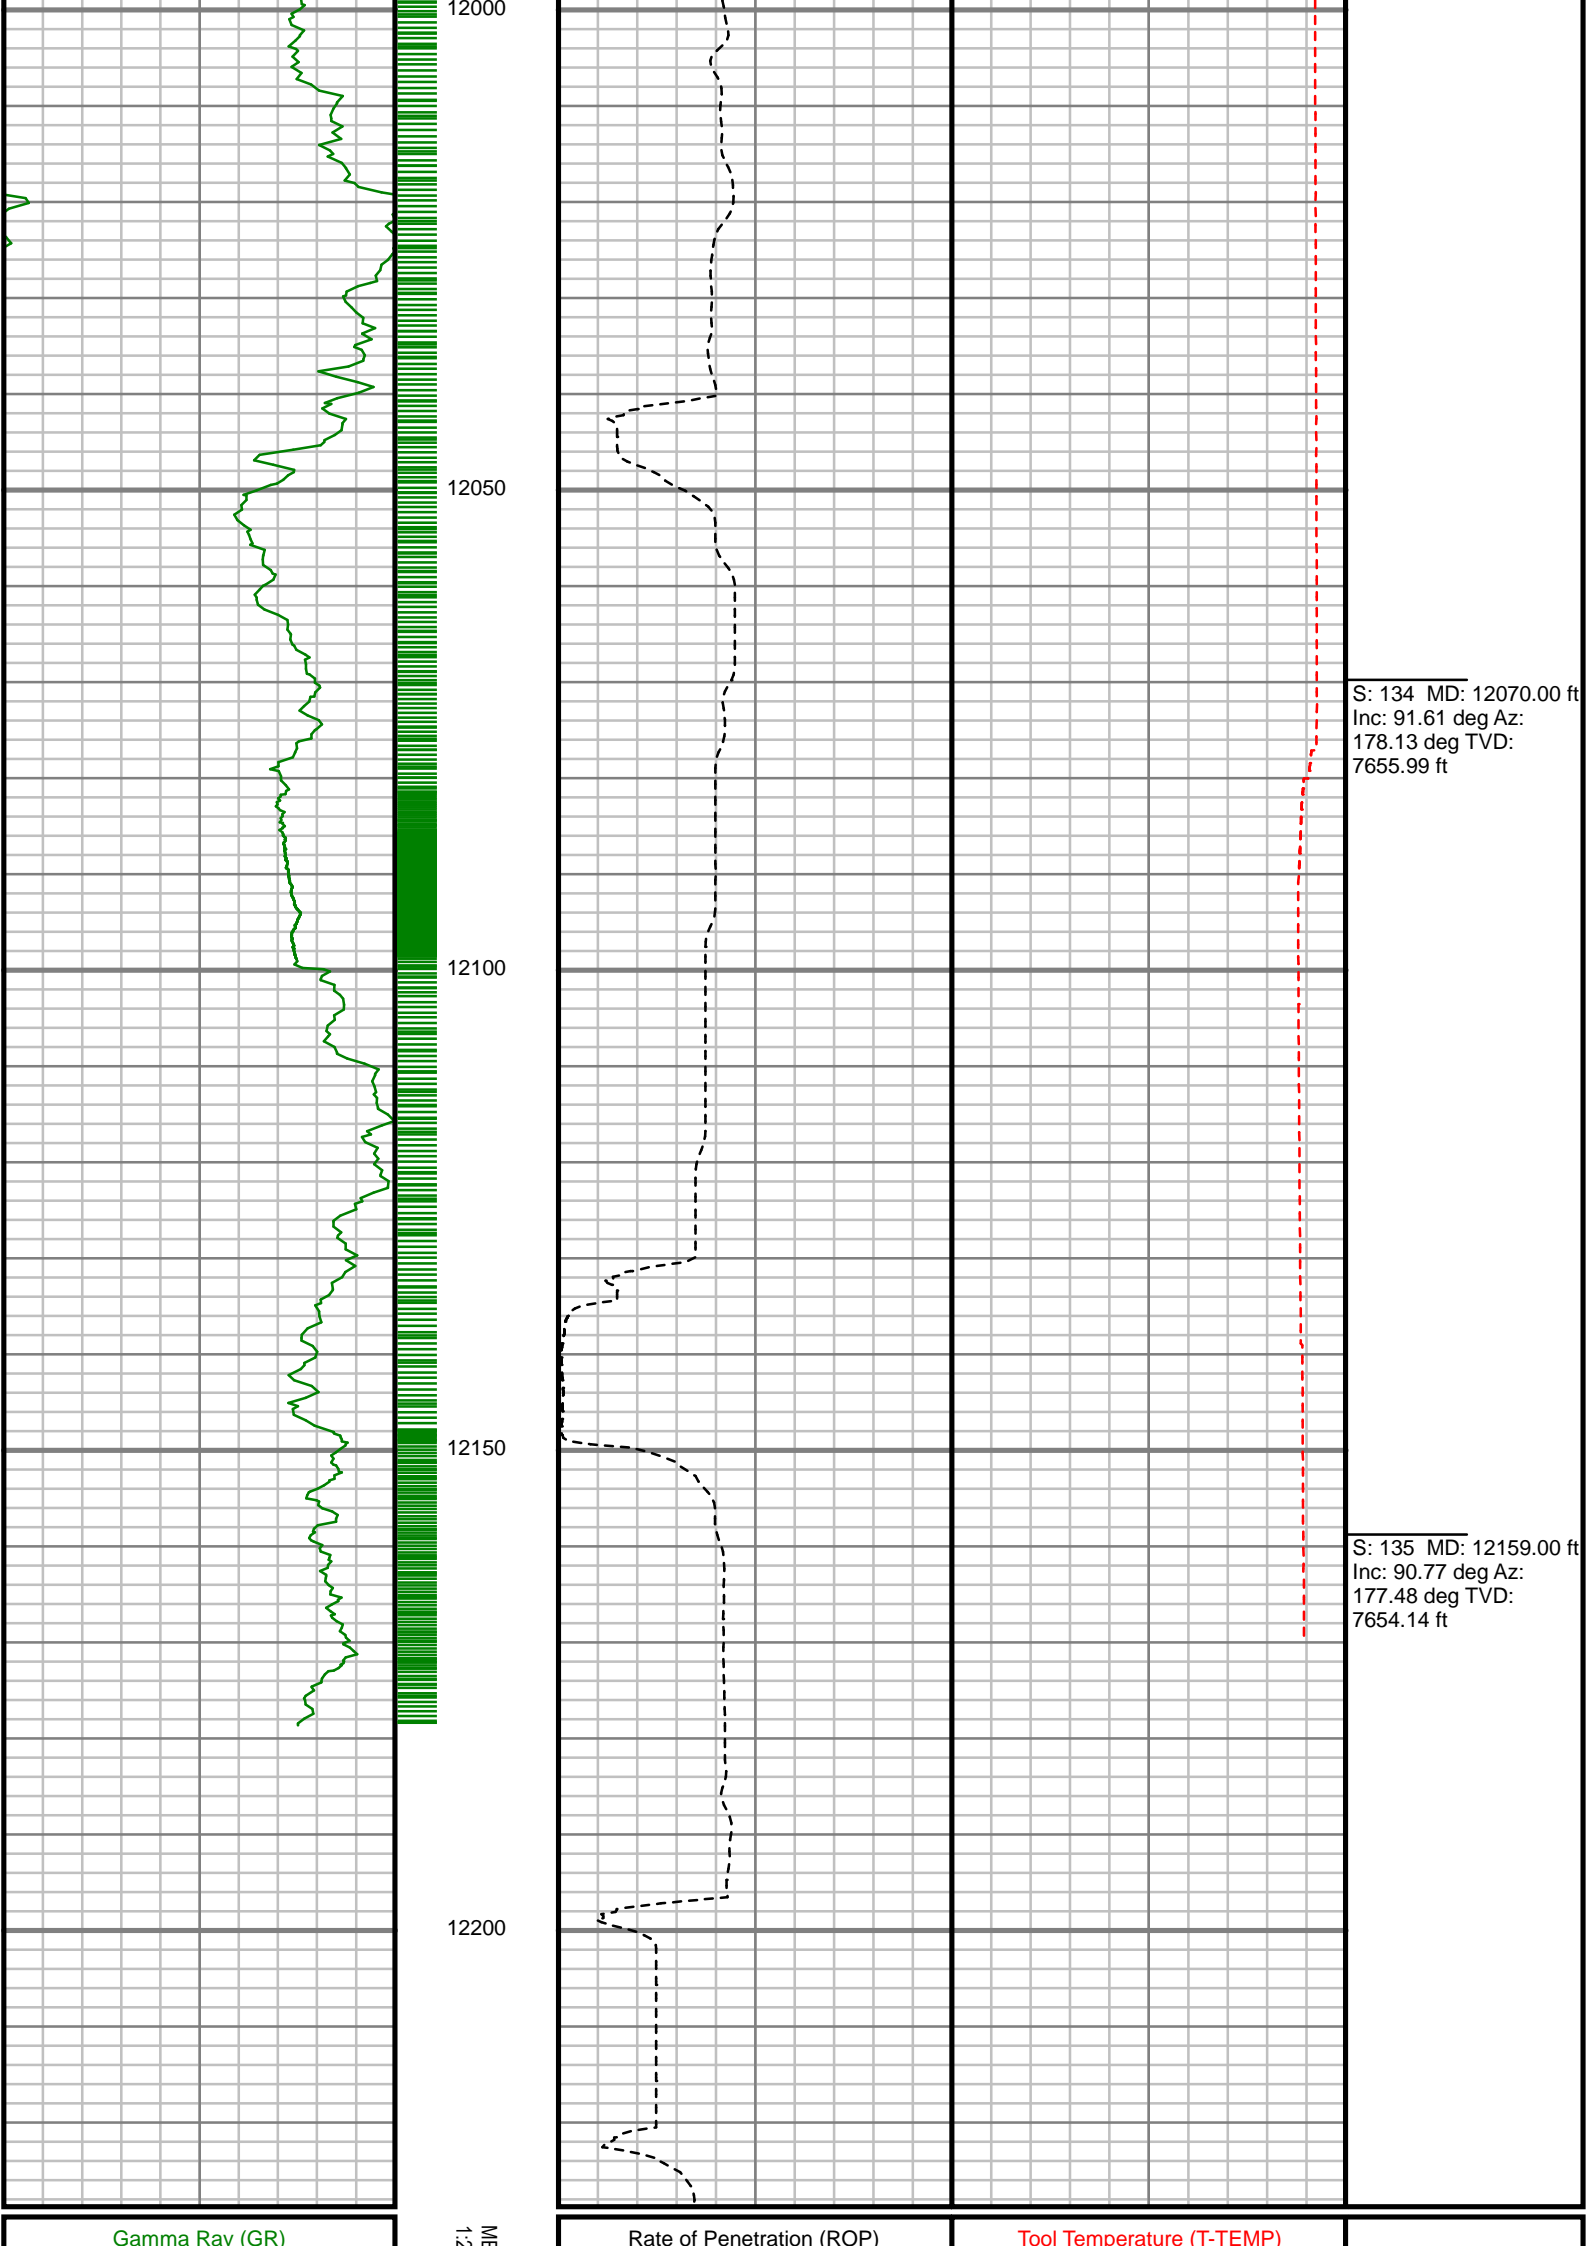 12000
12050
S: 134 MD: 12070.00 ft
Inc: 91.61 deg Az:
178.13 deg TVD:
7655.99 ft
12100
12150
S: 135 MD: 12159.00 ft
Inc: 90.77 deg Az:
177.48 deg TVD:
7654.14 ft
12200
Gamma Ray (GR)
Rate of Penetration (ROP)
Tool Temperature (T-TEMP)